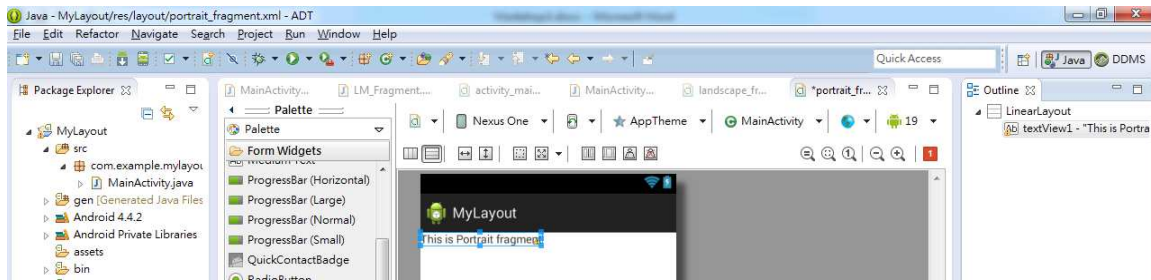 Java - MyLayout/res/layout/portrait_fragment.xml - ADT
File Edit Refactor Navigate Search Project Run Window Help
Quick Access
Java
DDMS
Package Explorer
MainActivity...
LM_Fragment....
activity_mai...
MainActivity...
landscape_fr...
*portrait_fr...
Outline
Palette
Nexus One
AppTheme
MainActivity
19
LinearLayout
MyLayout
Palette
textView1 - "This is Portra
src
Form Widgets
com.example.mylayou
Medium Text
MainActivity.java
ProgressBar (Horizontal)
gen [Generated Java Files
ProgressBar (Large)
MyLayout
Android 4.4.2
ProgressBar (Normal)
Android Private Libraries
ProgressBar (Small)
This is Portrait fragment
assets
QuickContactBadge
bin
RadioButton